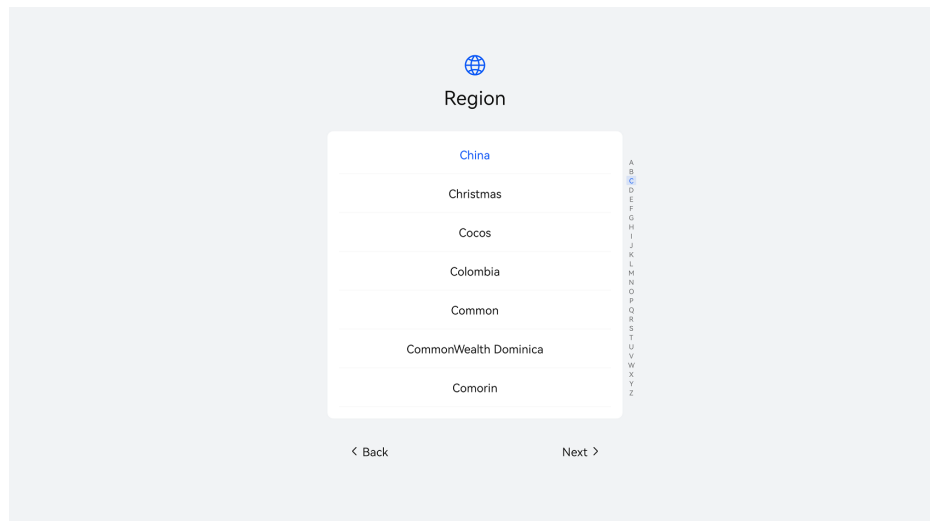 Region
China
Christmas
Cocos
Colombia
Common
CommonWealth Dominica
Comorin
A
B
C
D
E
F
G
H
I
J
K
L
M
N
O
P
Q
R
S
T
U
V
W
X
Y
Z
Back
Next